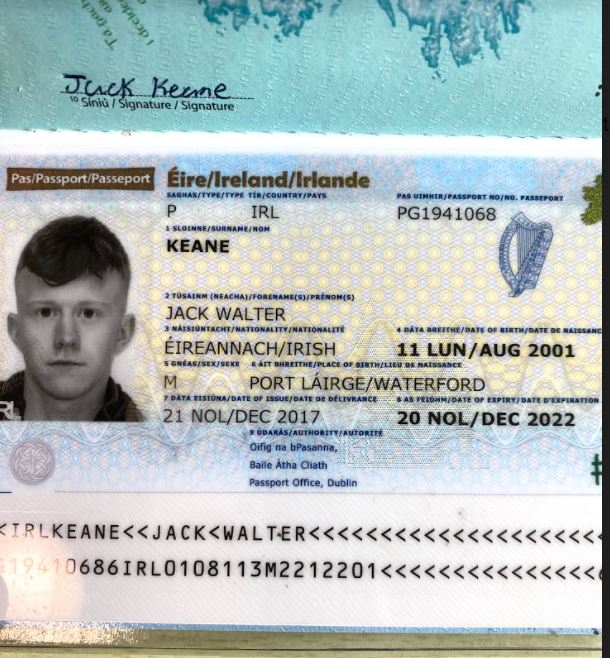 Jack Keane
10 Síniú / Signature / Signature
Pas/Passport/Passeport
Éire/Ireland/Irlande
SAGHAS/TYPE/TYPE TÍR/COUNTRY/PAYS PAS UIMHIR/PASSPORT NO/NO. PASSEPORT
P IRL PG1941068
1 SLOINNE/SURNAME/NOM
KEANE
2 TÚSAINM (NEACHA)/FORENAME(S)/PRÉNOM(S)
JACK WALTER
3 NÁISIÚNTACHT/NATIONALITY/NATIONALITÉ 4 DÁTA BREITHE/DATE OF BIRTH/DATE DE NAISSANC
ÉIREANNACH/IRISH 11 LUN/AUG 2001
5 GNÉAS/SEX/SEXE 6 ÁIT BHREITHE/PLACE OF BIRTH/LIEU DE NAISSANCE
M PORT LÁIRGE/WATERFORD
7 DÁTA EISIÚNA/DATE OF ISSUE/DATE DE DÉLIVRANCE 8 AS FEIDHM/DATE OF EXPIRY/DATE D'EXPIRATION
21 NOL/DEC 2017 20 NOL/DEC 2022
9 ÚDARÁS/AUTHORITY/AUTORITÉ
Oifig na bPasanna,
Baile Átha Cliath
Passport Office, Dublin
<IRLKEANE<<JACK<WALTER<<<<<<<<<<<<<<<<<<<<<
G19410686IRL0108113M2212201<<<<<<<<<<<<<<<6